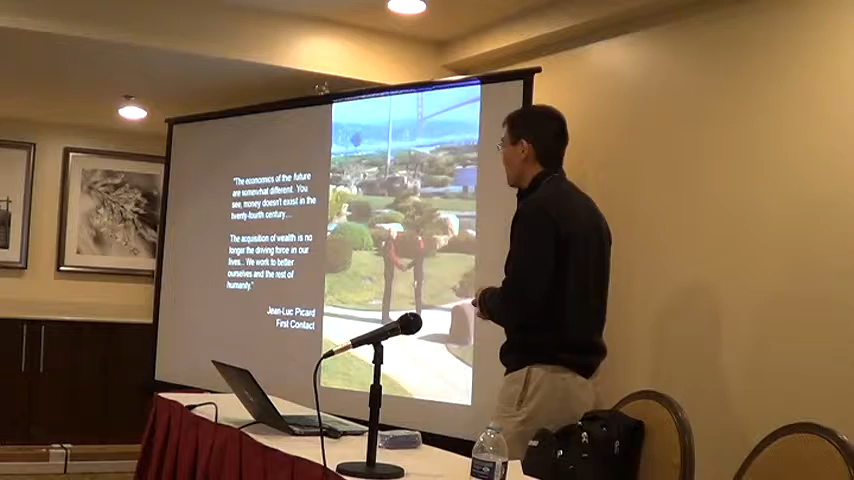 "The economics of the future
are somewhat different. You
see, money doesn't exist in the
twenty-fourth century...
The acquisition of wealth is no
longer the driving force in our
lives... We work to better
ourselves and the rest of
humanity."
Jean-Luc Picard
First Contact